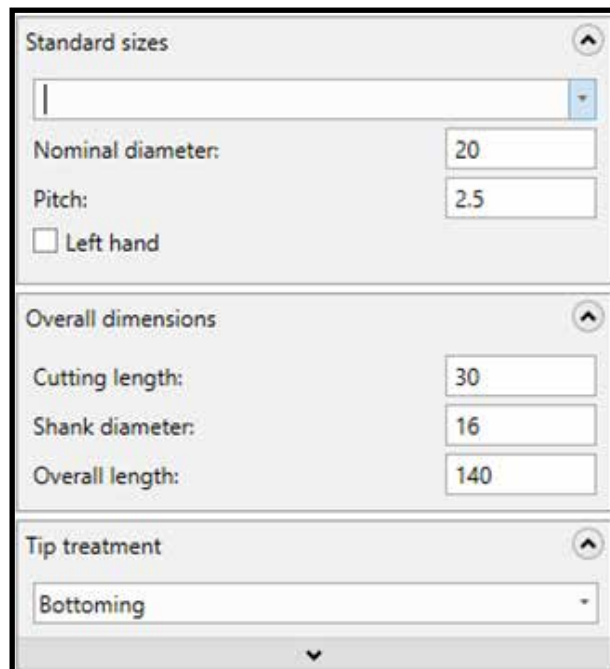 Standard sizes
Nominal diameter: 20
Pitch: 2.5
Left hand
Overall dimensions
Cutting length: 30
Shank diameter: 16
Overall length: 140
Tip treatment
Bottoming